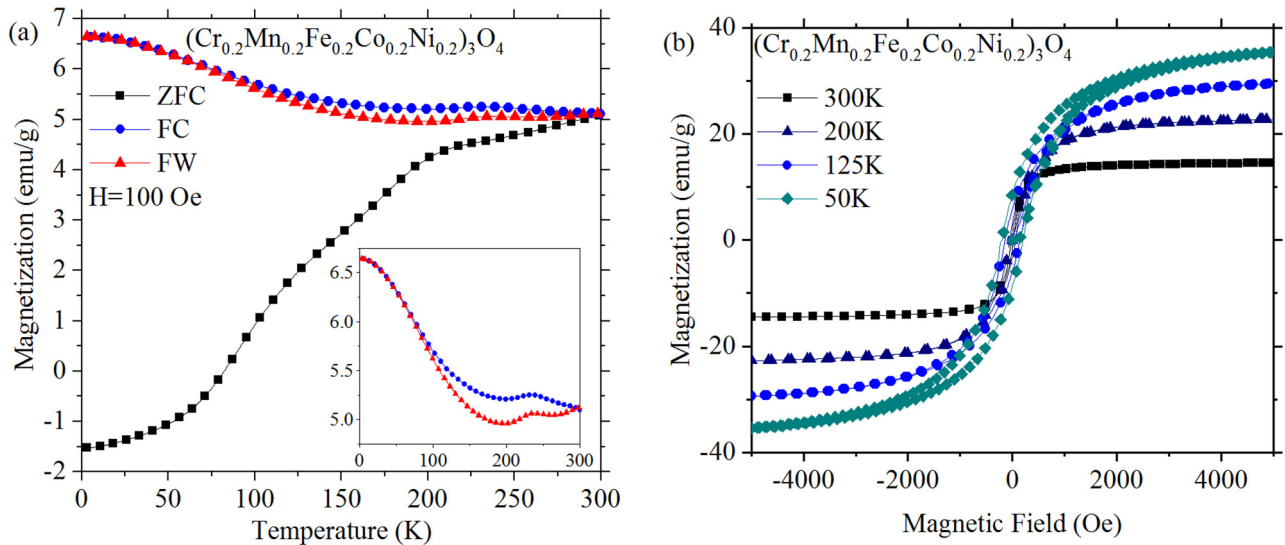 (a)
(Cr0.2Mn0.2Fe0.2Co0.2Ni0.2)3O4
ZFC
FC
FW
H=100 Oe
Magnetization (emu/g)
7
6
5
4
3
2
1
0
-1
-2
0 50 100 150 200 250 300
Temperature (K)
6.5
6.0
5.5
5.0
0 100 200 300
(b)
(Cr0.2Mn0.2Fe0.2Co0.2Ni0.2)3O4
300K
200K
125K
50K
Magnetization (emu/g)
40
20
0
-20
-40
-4000 -2000 0 2000 4000
Magnetic Field (Oe)